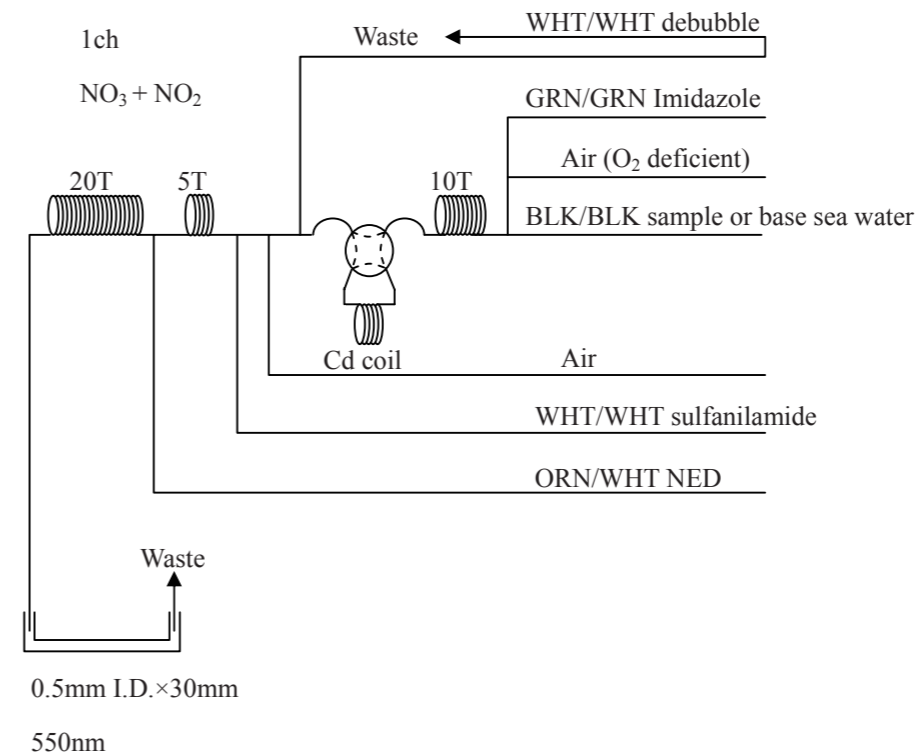 1ch
WHT/WHT debubble
Waste
NO₃ + NO₂
GRN/GRN Imidazole
Air (O₂ deficient)
20T
5T
10T
BLK/BLK sample or base sea water
Cd coil
Air
WHT/WHT sulfanilamide
ORN/WHT NED
Waste
0.5mm I.D.×30mm
550nm